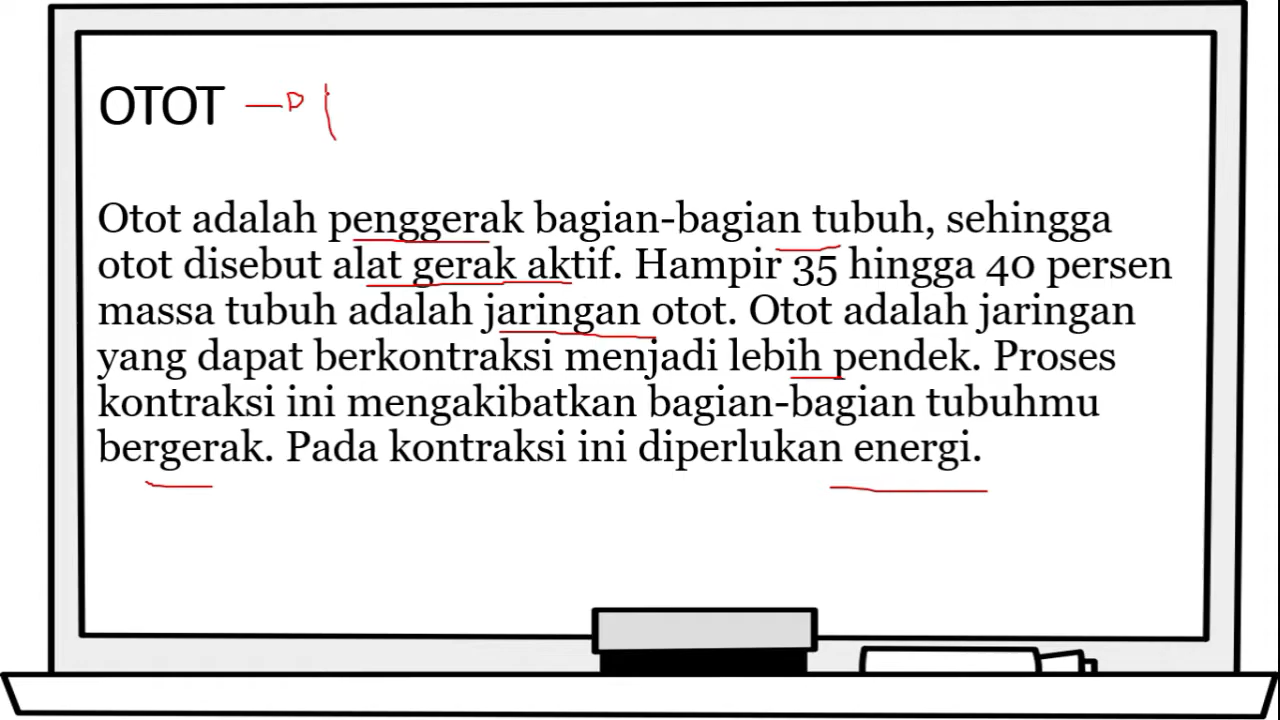 OTOT
Otot adalah penggerak bagian-bagian tubuh, sehingga
otot disebut alat gerak aktif. Hampir 35 hingga 40 persen
massa tubuh adalah jaringan otot. Otot adalah jaringan
yang dapat berkontraksi menjadi lebih pendek. Proses
kontraksi ini mengakibatkan bagian-bagian tubuhmu
bergerak. Pada kontraksi ini diperlukan energi.